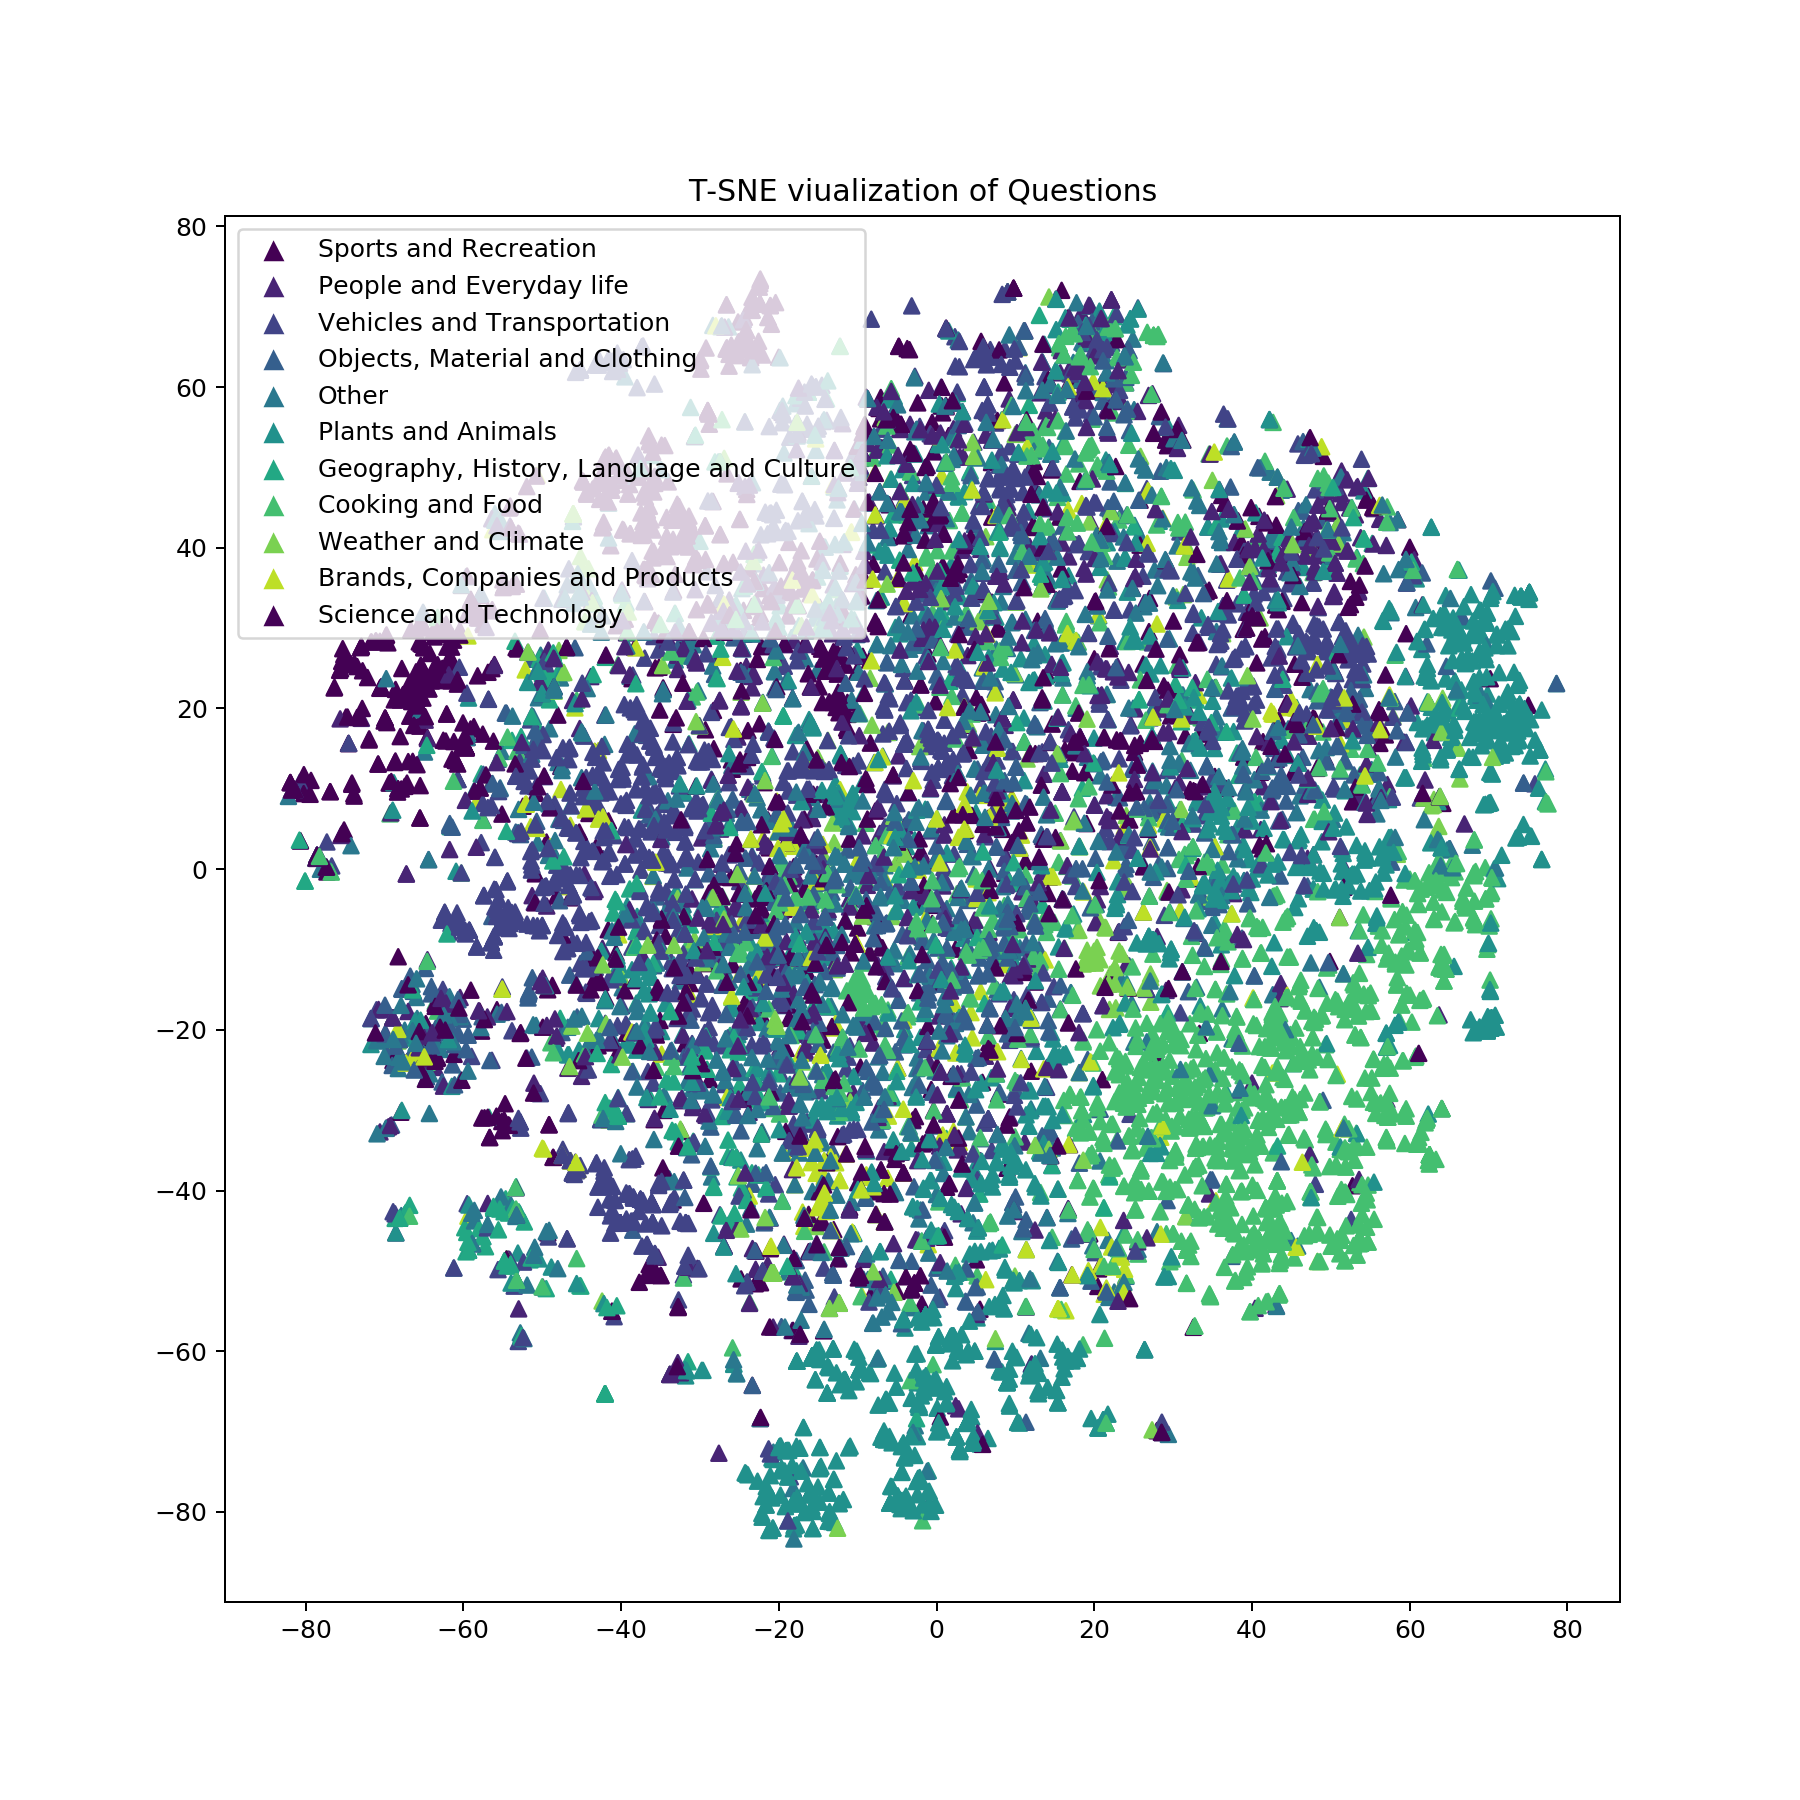 T-SNE viualization of Questions
80
60
40
20
0
−20
−40
−60
−80
Sports and Recreation
People and Everyday life
Vehicles and Transportation
Objects, Material and Clothing
Other
Plants and Animals
Geography, History, Language and Culture
Cooking and Food
Weather and Climate
Brands, Companies and Products
Science and Technology
−80 −60 −40 −20 0 20 40 60 80